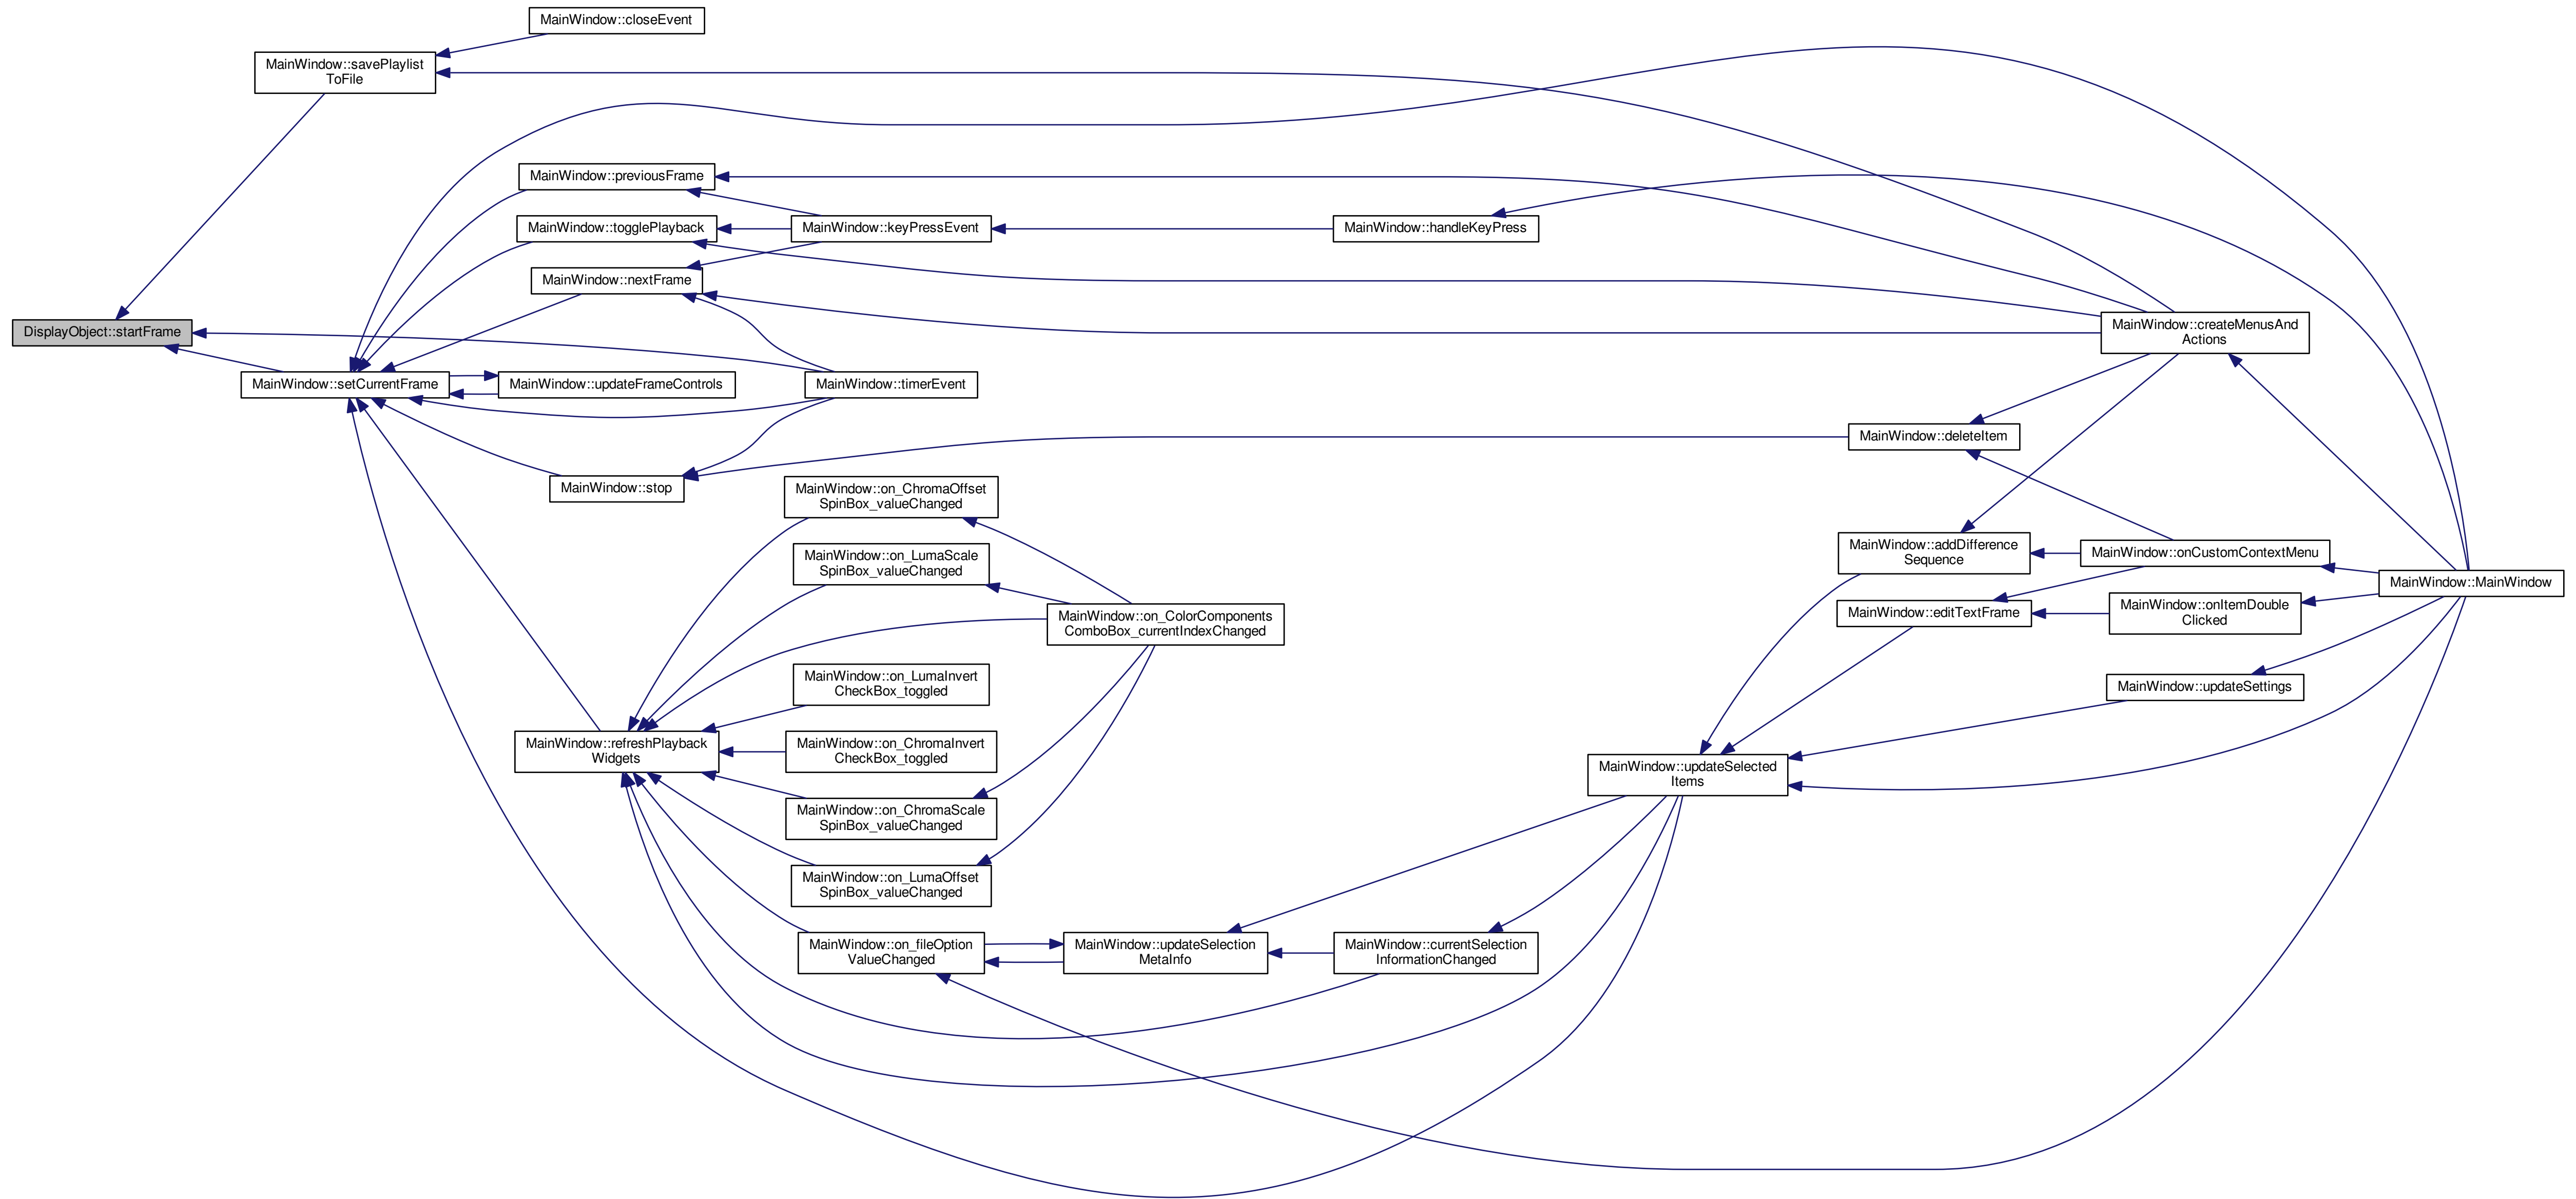 MainWindow::closeEvent
MainWindow::savePlaylist
ToFile
MainWindow::previousFrame
MainWindow::togglePlayback
MainWindow::keyPressEvent
MainWindow::handleKeyPress
MainWindow::nextFrame
DisplayObject::startFrame
MainWindow::createMenusAnd
Actions
MainWindow::setCurrentFrame
MainWindow::updateFrameControls
MainWindow::timerEvent
MainWindow::deleteItem
MainWindow::stop
MainWindow::on_ChromaOffset
SpinBox_valueChanged
MainWindow::on_LumaScale
SpinBox_valueChanged
MainWindow::addDifference
Sequence
MainWindow::onCustomContextMenu
MainWindow::MainWindow
MainWindow::on_ColorComponents
ComboBox_currentIndexChanged
MainWindow::editTextFrame
MainWindow::onItemDouble
Clicked
MainWindow::on_LumaInvert
CheckBox_toggled
MainWindow::updateSettings
MainWindow::refreshPlayback
Widgets
MainWindow::on_ChromaInvert
CheckBox_toggled
MainWindow::updateSelected
Items
MainWindow::on_ChromaScale
SpinBox_valueChanged
MainWindow::on_LumaOffset
SpinBox_valueChanged
MainWindow::on_fileOption
ValueChanged
MainWindow::updateSelection
MetaInfo
MainWindow::currentSelection
InformationChanged